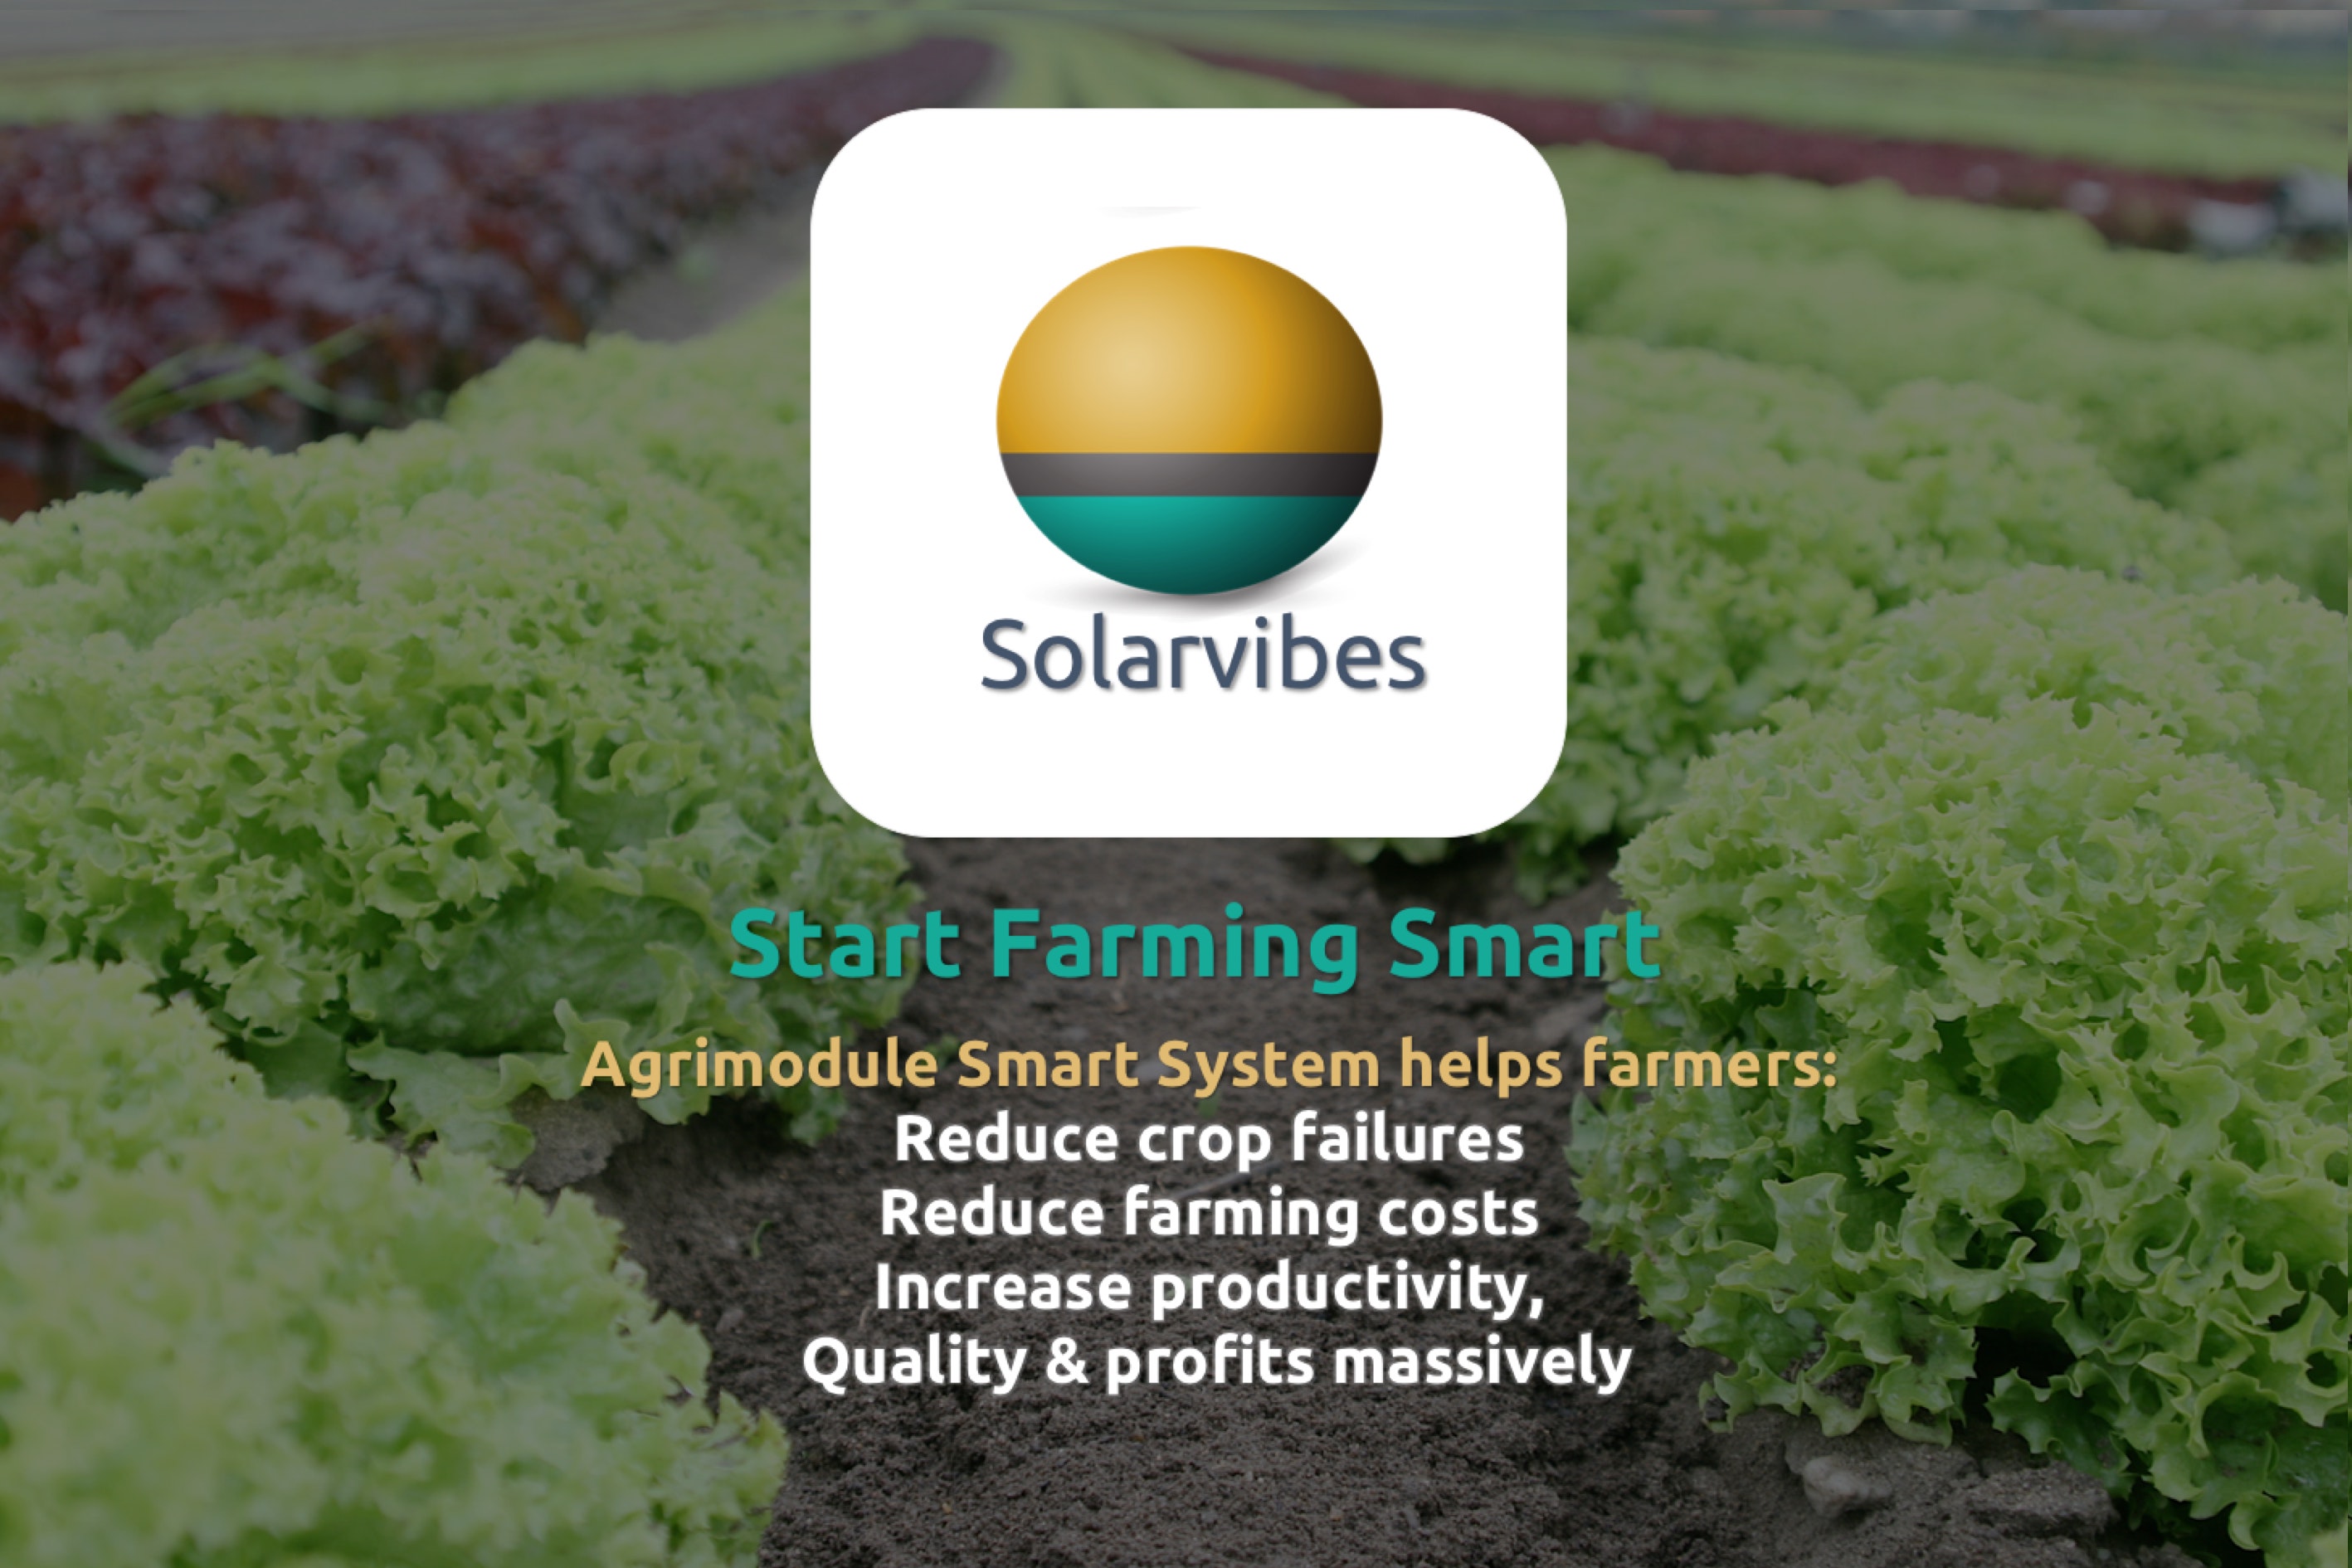 Solarvibes
Start Farming Smart
Agrimodule Smart System helps farmers:
Reduce crop failures
Reduce farming costs
Increase productivity,
Quality & profits massively